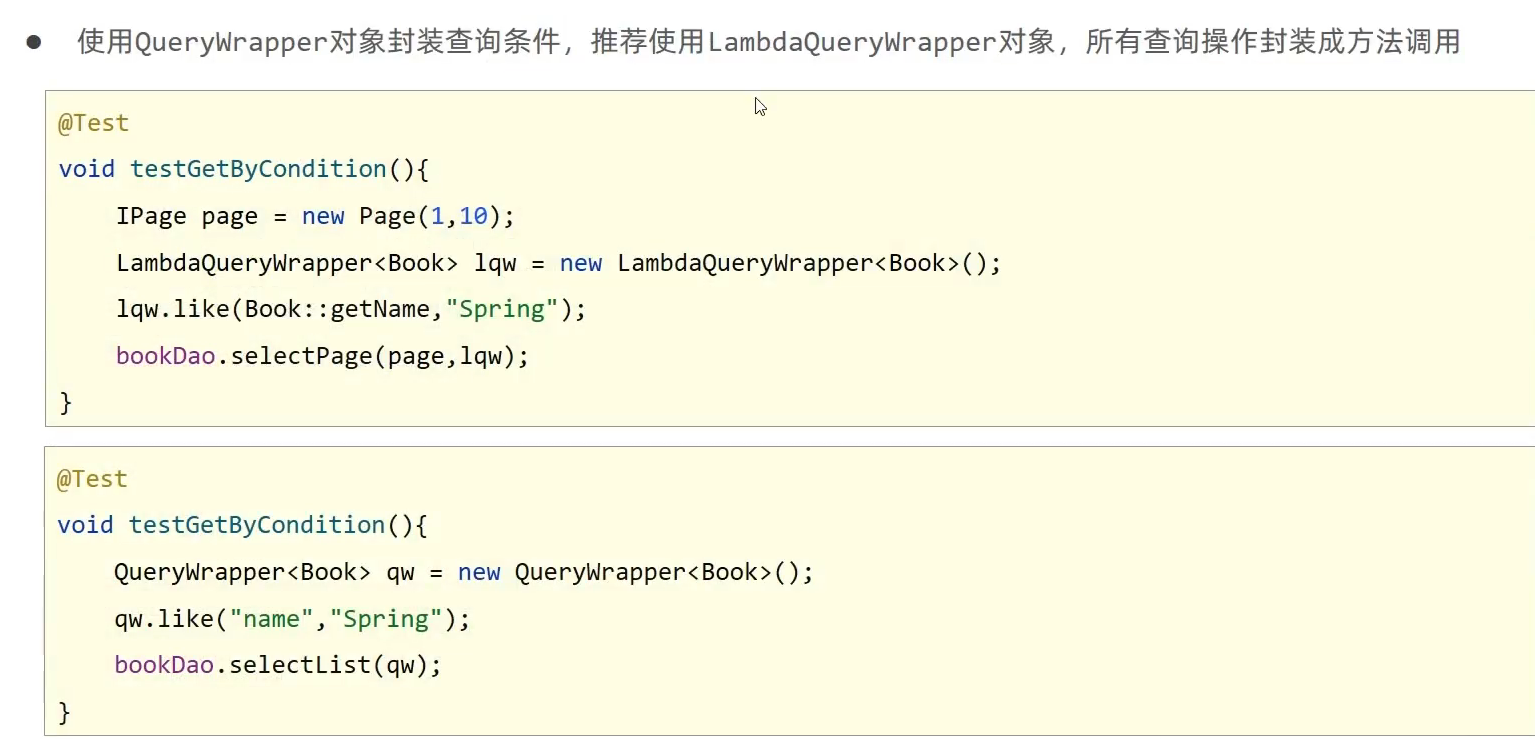 ● 使用QueryWrapper对象封装查询条件，推荐使用LambdaQueryWrapper对象，所有查询操作封装成方法调用
@Test
void testGetByCondition(){
    IPage page = new Page(1,10);
    LambdaQueryWrapper<Book> lqw = new LambdaQueryWrapper<Book>();
    lqw.like(Book::getName,"Spring");
    bookDao.selectPage(page,lqw);
}
@Test
void testGetByCondition(){
    QueryWrapper<Book> qw = new QueryWrapper<Book>();
    qw.like("name","Spring");
    bookDao.selectList(qw);
}